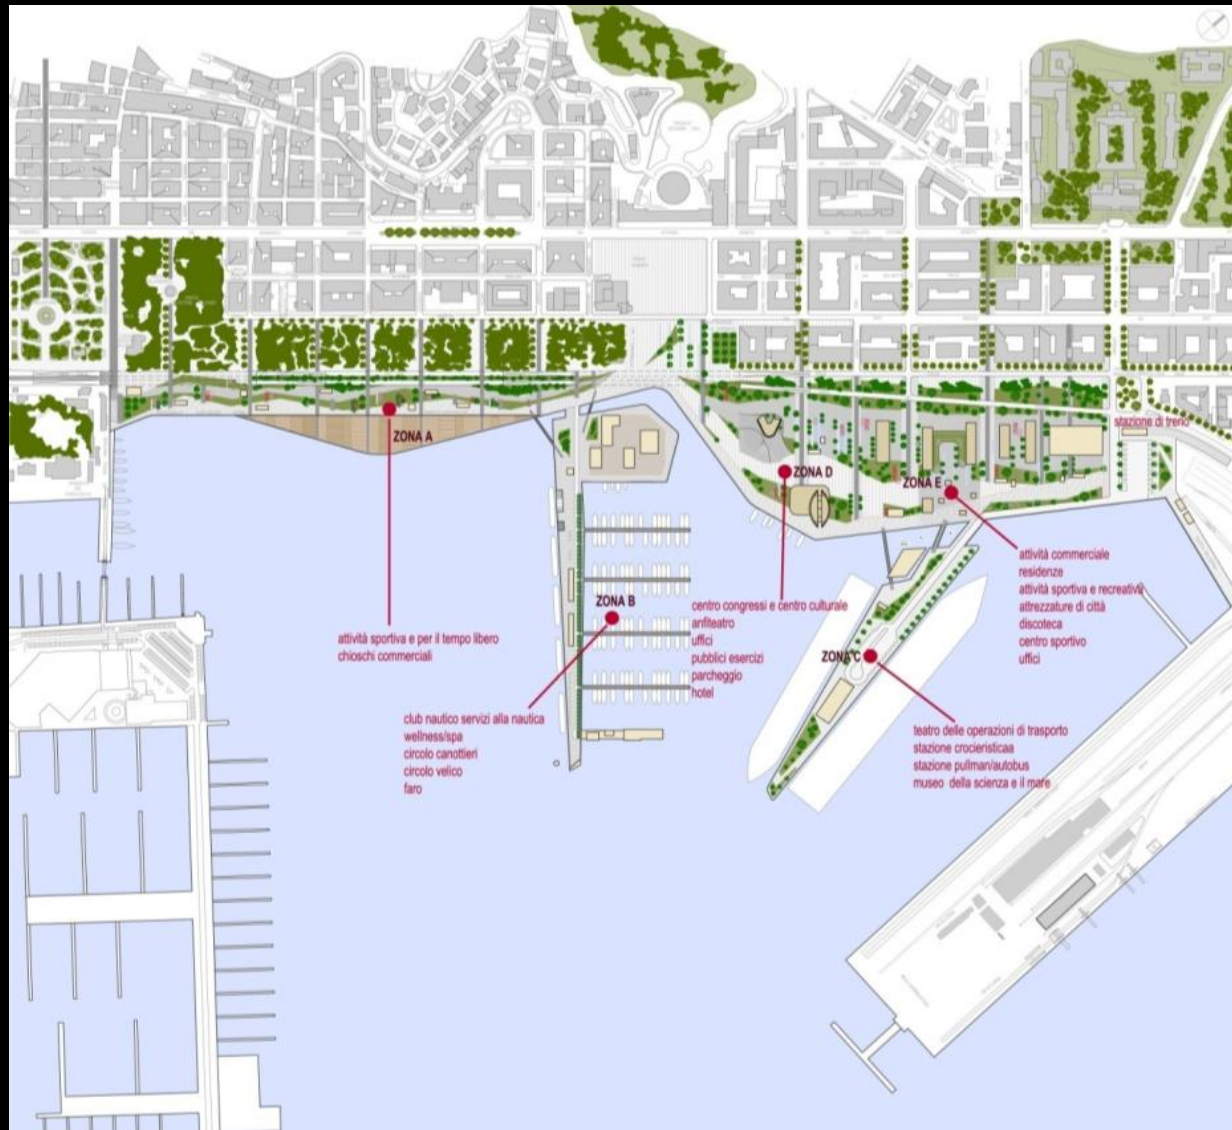 stazione di treno
ZONA A
ZONA D
ZONA E
attività commerciale
residenze
attività sportiva e recreativa
attrezzature di città
discoteca
centro sportivo
uffici
ZONA B
centro congressi e centro culturale
anfiteatro
uffici
pubblici esercizi
parcheggio
hotel
attività sportiva e per il tempo libero
chioschi commerciali
ZONA C
club nautico servizi alla nautica
wellness/spa
circolo canottieri
circolo velico
faro
teatro delle operazioni di trasporto
stazione crocieristicaa
stazione pullman/autobus
museo della scienza e il mare